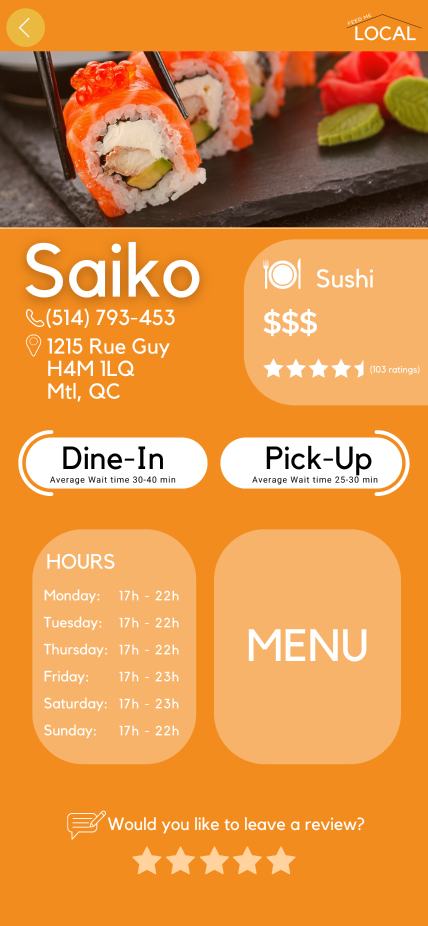 FEED ME
LOCAL
Saiko
(514) 793-453
1215 Rue Guy
H4M 1LQ
Mtl, QC
Sushi
$$$
(103 ratings)
Dine-In
Average Wait time 30-40 min
Pick-Up
Average Wait time 25-30 min
HOURS
Monday: 17h - 22h
Tuesday: 17h - 22h
Thursday: 17h - 22h
Friday: 17h - 23h
Saturday: 17h - 23h
Sunday: 17h - 22h
MENU
Would you like to leave a review?